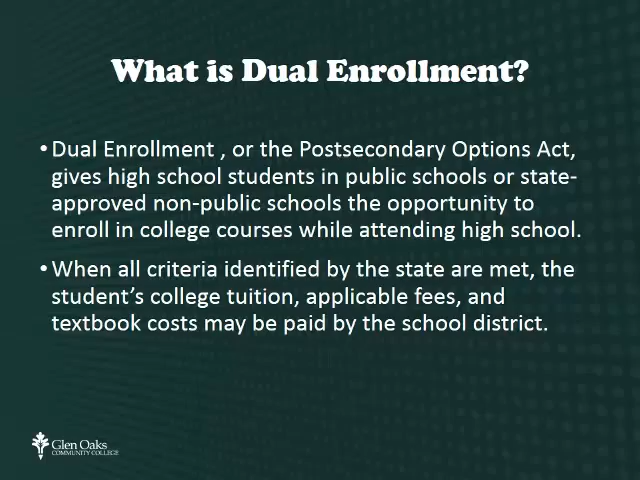 What is Dual Enrollment?
• Dual Enrollment , or the Postsecondary Options Act,
gives high school students in public schools or state-
approved non-public schools the opportunity to
enroll in college courses while attending high school.
• When all criteria identified by the state are met, the
student’s college tuition, applicable fees, and
textbook costs may be paid by the school district.
Glen Oaks
COMMUNITY COLLEGE